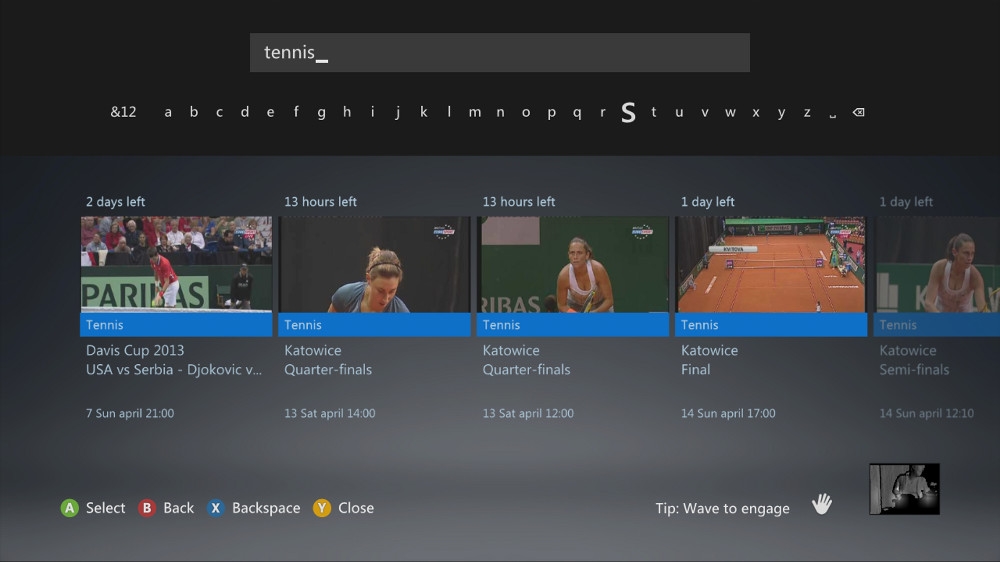 tennis_
&12 a b c d e f g h i j k l m n o p q r S t u v w x y z ␣ ⌫
2 days left
13 hours left
13 hours left
1 day left
1 day left
PARIBAS
RIBAS
KVITOVA
Tennis
Tennis
Tennis
Tennis
Tennis
Davis Cup 2013
USA vs Serbia - Djokovic v...
7 Sun april 21:00
Katowice
Quarter-finals
13 Sat april 14:00
Katowice
Quarter-finals
13 Sat april 12:00
Katowice
Final
14 Sun april 17:00
Katowice
Semi-finals
14 Sun april 12:10
A Select B Back X Backspace Y Close
Tip: Wave to engage